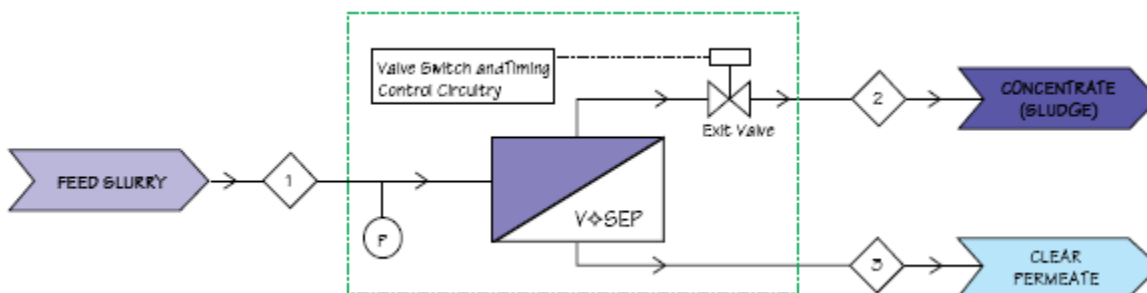 Valve Switch and Timing
Control Circuitry
Exit Valve
2
CONCENTRATE
(SLUDGE)
FEED SLURRY
1
P
V✧SEP
3
CLEAR
PERMEATE